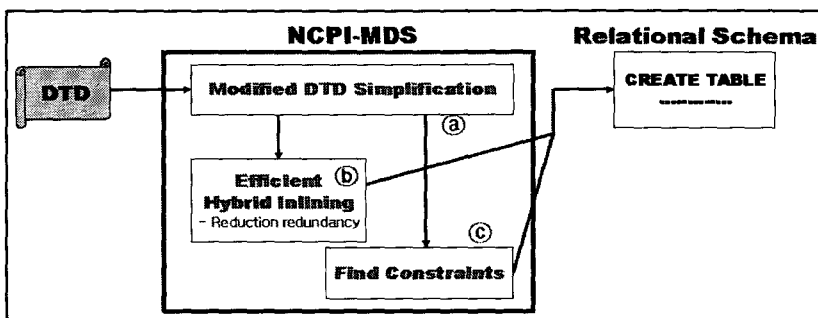 NCPI-MDS
Relational Schema
DTD
Modified DTD Simplification
CREATE TABLE
ⓐ
ⓑ
Efficient
Hybrid Inlining
- Reduction redundancy
ⓒ
Find Constraints